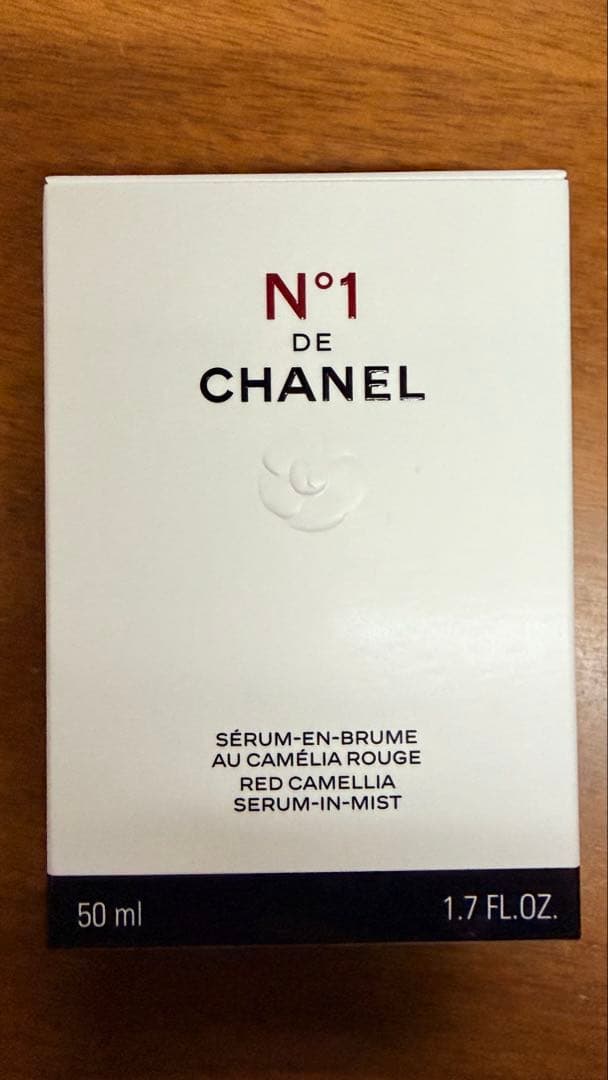 N°1
DE
CHANEL
SÉRUM-EN-BRUME
AU CAMÉLIA ROUGE
RED CAMELLIA
SERUM-IN-MIST
50 ml 1.7 FL.OZ.